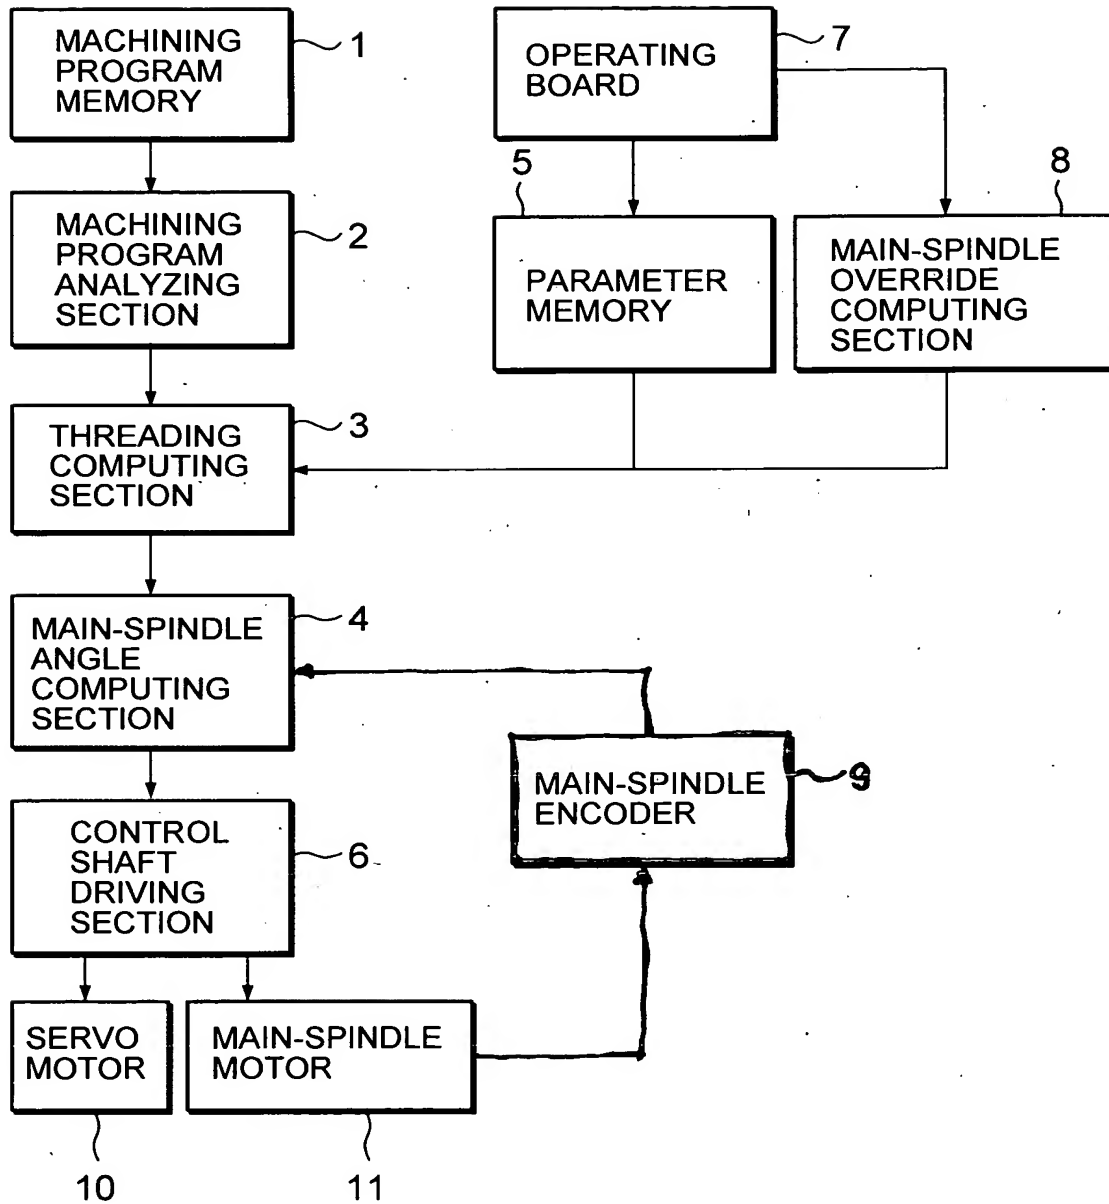 MACHINING
PROGRAM
MEMORY
1
OPERATING
BOARD
7
MACHINING
PROGRAM
ANALYZING
SECTION
2
5
PARAMETER
MEMORY
8
MAIN-SPINDLE
OVERRIDE
COMPUTING
SECTION
THREADING
COMPUTING
SECTION
3
MAIN-SPINDLE
ANGLE
COMPUTING
SECTION
4
MAIN-SPINDLE
ENCODER
9
CONTROL
SHAFT
DRIVING
SECTION
6
SERVO
MOTOR
10
MAIN-SPINDLE
MOTOR
11